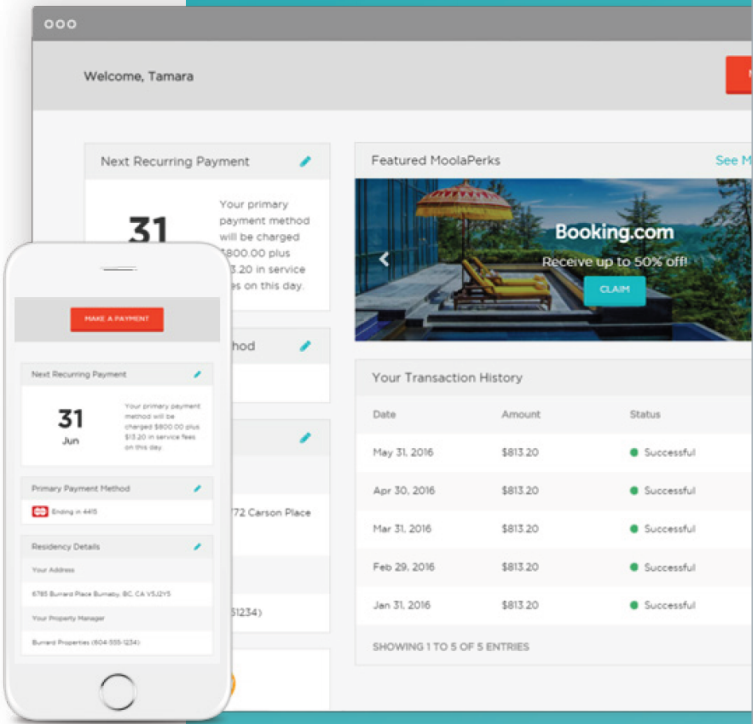 Welcome, Tamara
Next Recurring Payment
31
Your primary
payment method
will be charged
$800.00 plus
in service
on this day.
Featured MoolaPerks
See M
Booking.com
Receive up to 50% off!
CLAIM
Your Transaction History
Date Amount Status
May 31, 2016 $813.20 Successful
Apr 30, 2016 $813.20 Successful
Mar 31, 2016 $813.20 Successful
Feb 29, 2016 $813.20 Successful
Jan 31, 2016 $813.20 Successful
SHOWING 1 TO 5 OF 5 ENTRIES
hod
72 Carson Place
51234)
MAKE A PAYMENT
Next Recurring Payment
31
Jun
Your primary payment
method will be
charged $800.00 plus
$13.20 in service fees
on this day.
Primary Payment Method
Ending in 4415
Residency Details
Your Address
6785 Burrard Place Burnaby, BC, CA V5J2Y5
Your Property Manager
Burrard Properties (604-555-1234)